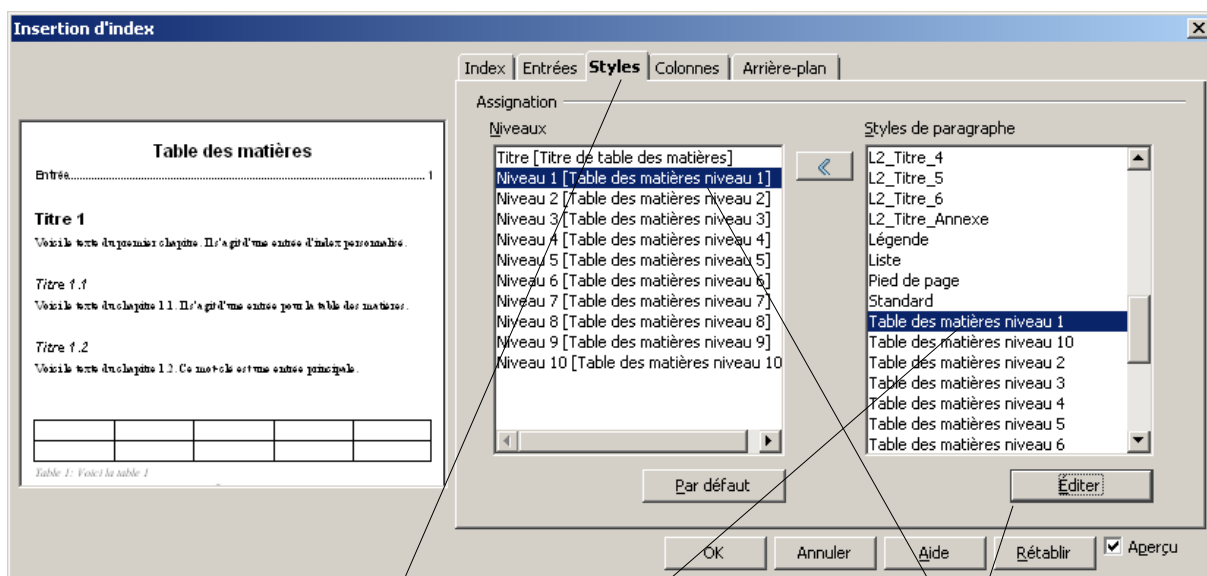 Insertion d'index
Index Entrées Styles Colonnes Arrière-plan
Assignation
Niveaux
Titre [Titre de table des matières]
Niveau 1 [Table des matières niveau 1]
Niveau 2 [Table des matières niveau 2]
Niveau 3 [Table des matières niveau 3]
Niveau 4 [Table des matières niveau 4]
Niveau 5 [Table des matières niveau 5]
Niveau 6 [Table des matières niveau 6]
Niveau 7 [Table des matières niveau 7]
Niveau 8 [Table des matières niveau 8]
Niveau 9 [Table des matières niveau 9]
Niveau 10 [Table des matières niveau 10
Styles de paragraphe
L2_Titre_4
L2_Titre_5
L2_Titre_6
L2_Titre_Annexe
Légende
Liste
Pied de page
Standard
Table des matières niveau 1
Table des matières niveau 10
Table des matières niveau 2
Table des matières niveau 3
Table des matières niveau 4
Table des matières niveau 5
Table des matières niveau 6
Par défaut
Éditer
OK Annuler Aide Rétablir Aperçu
Table des matières
Entrée 1
Titre 1
Voici le texte du premier chapitre. Il s'agit d'une entrée d'index personnalisé.
Titre 1.1
Voici le texte du chapitre 1.1. Il s'agit d'une entrée pour la table des matières.
Titre 1.2
Voici le texte du chapitre 1.2. Ce mot-clé est une entrée principale.
Table 1: Voici la table 1